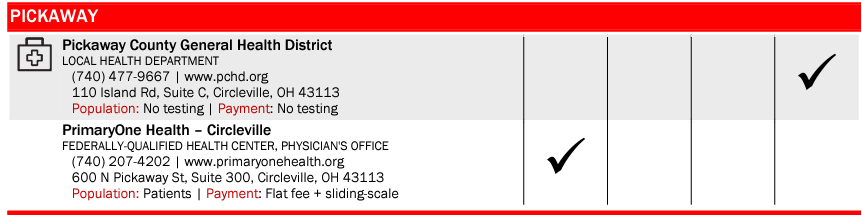 PICKAWAY
Pickaway County General Health District
LOCAL HEALTH DEPARTMENT
(740) 477-9667 | www.pchd.org
110 Island Rd, Suite C, Circleville, OH 43113
Population: No testing | Payment: No testing
PrimaryOne Health – Circleville
FEDERALLY-QUALIFIED HEALTH CENTER, PHYSICIAN'S OFFICE
(740) 207-4202 | www.primaryonehealth.org
600 N Pickaway St, Suite 300, Circleville, OH 43113
Population: Patients | Payment: Flat fee + sliding-scale